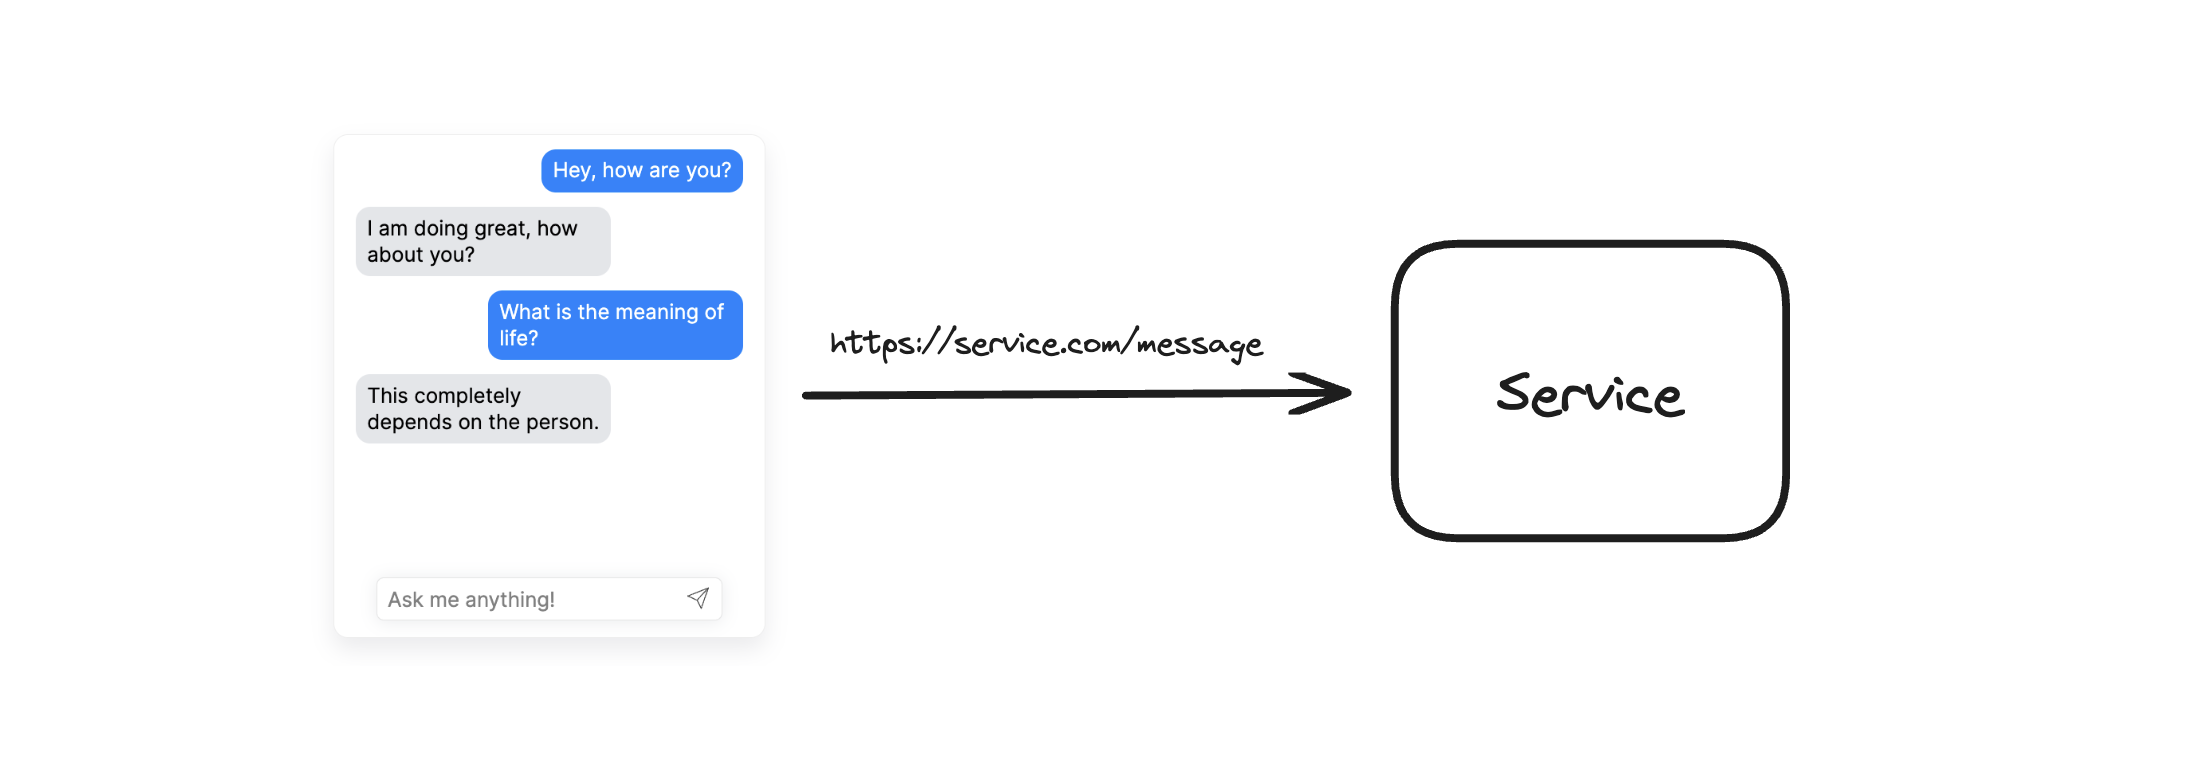 Hey, how are you?
I am doing great, how
about you?
What is the meaning of
life?
This completely
depends on the person.
Ask me anything!
https://service.com/message
Service